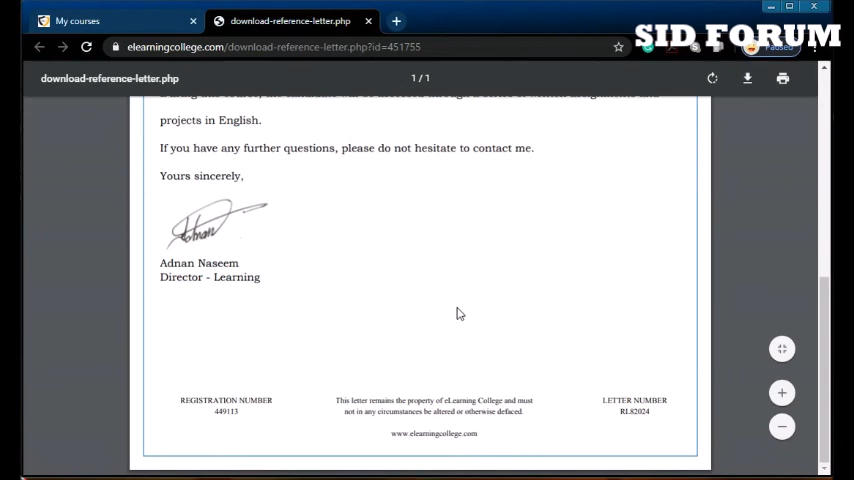 My courses
download-reference-letter.php
SID FORUM
elearningcollege.com/download-reference-letter.php?id=451755
Paused
download-reference-letter.php
1 / 1
projects in English.
If you have any further questions, please do not hesitate to contact me.
Yours sincerely,
Adnan
Adnan Naseem
Director - Learning
REGISTRATION NUMBER
449113
This letter remains the property of eLearning College and must
not in any circumstances be altered or otherwise defaced.
www.elearningcollege.com
LETTER NUMBER
RL82024